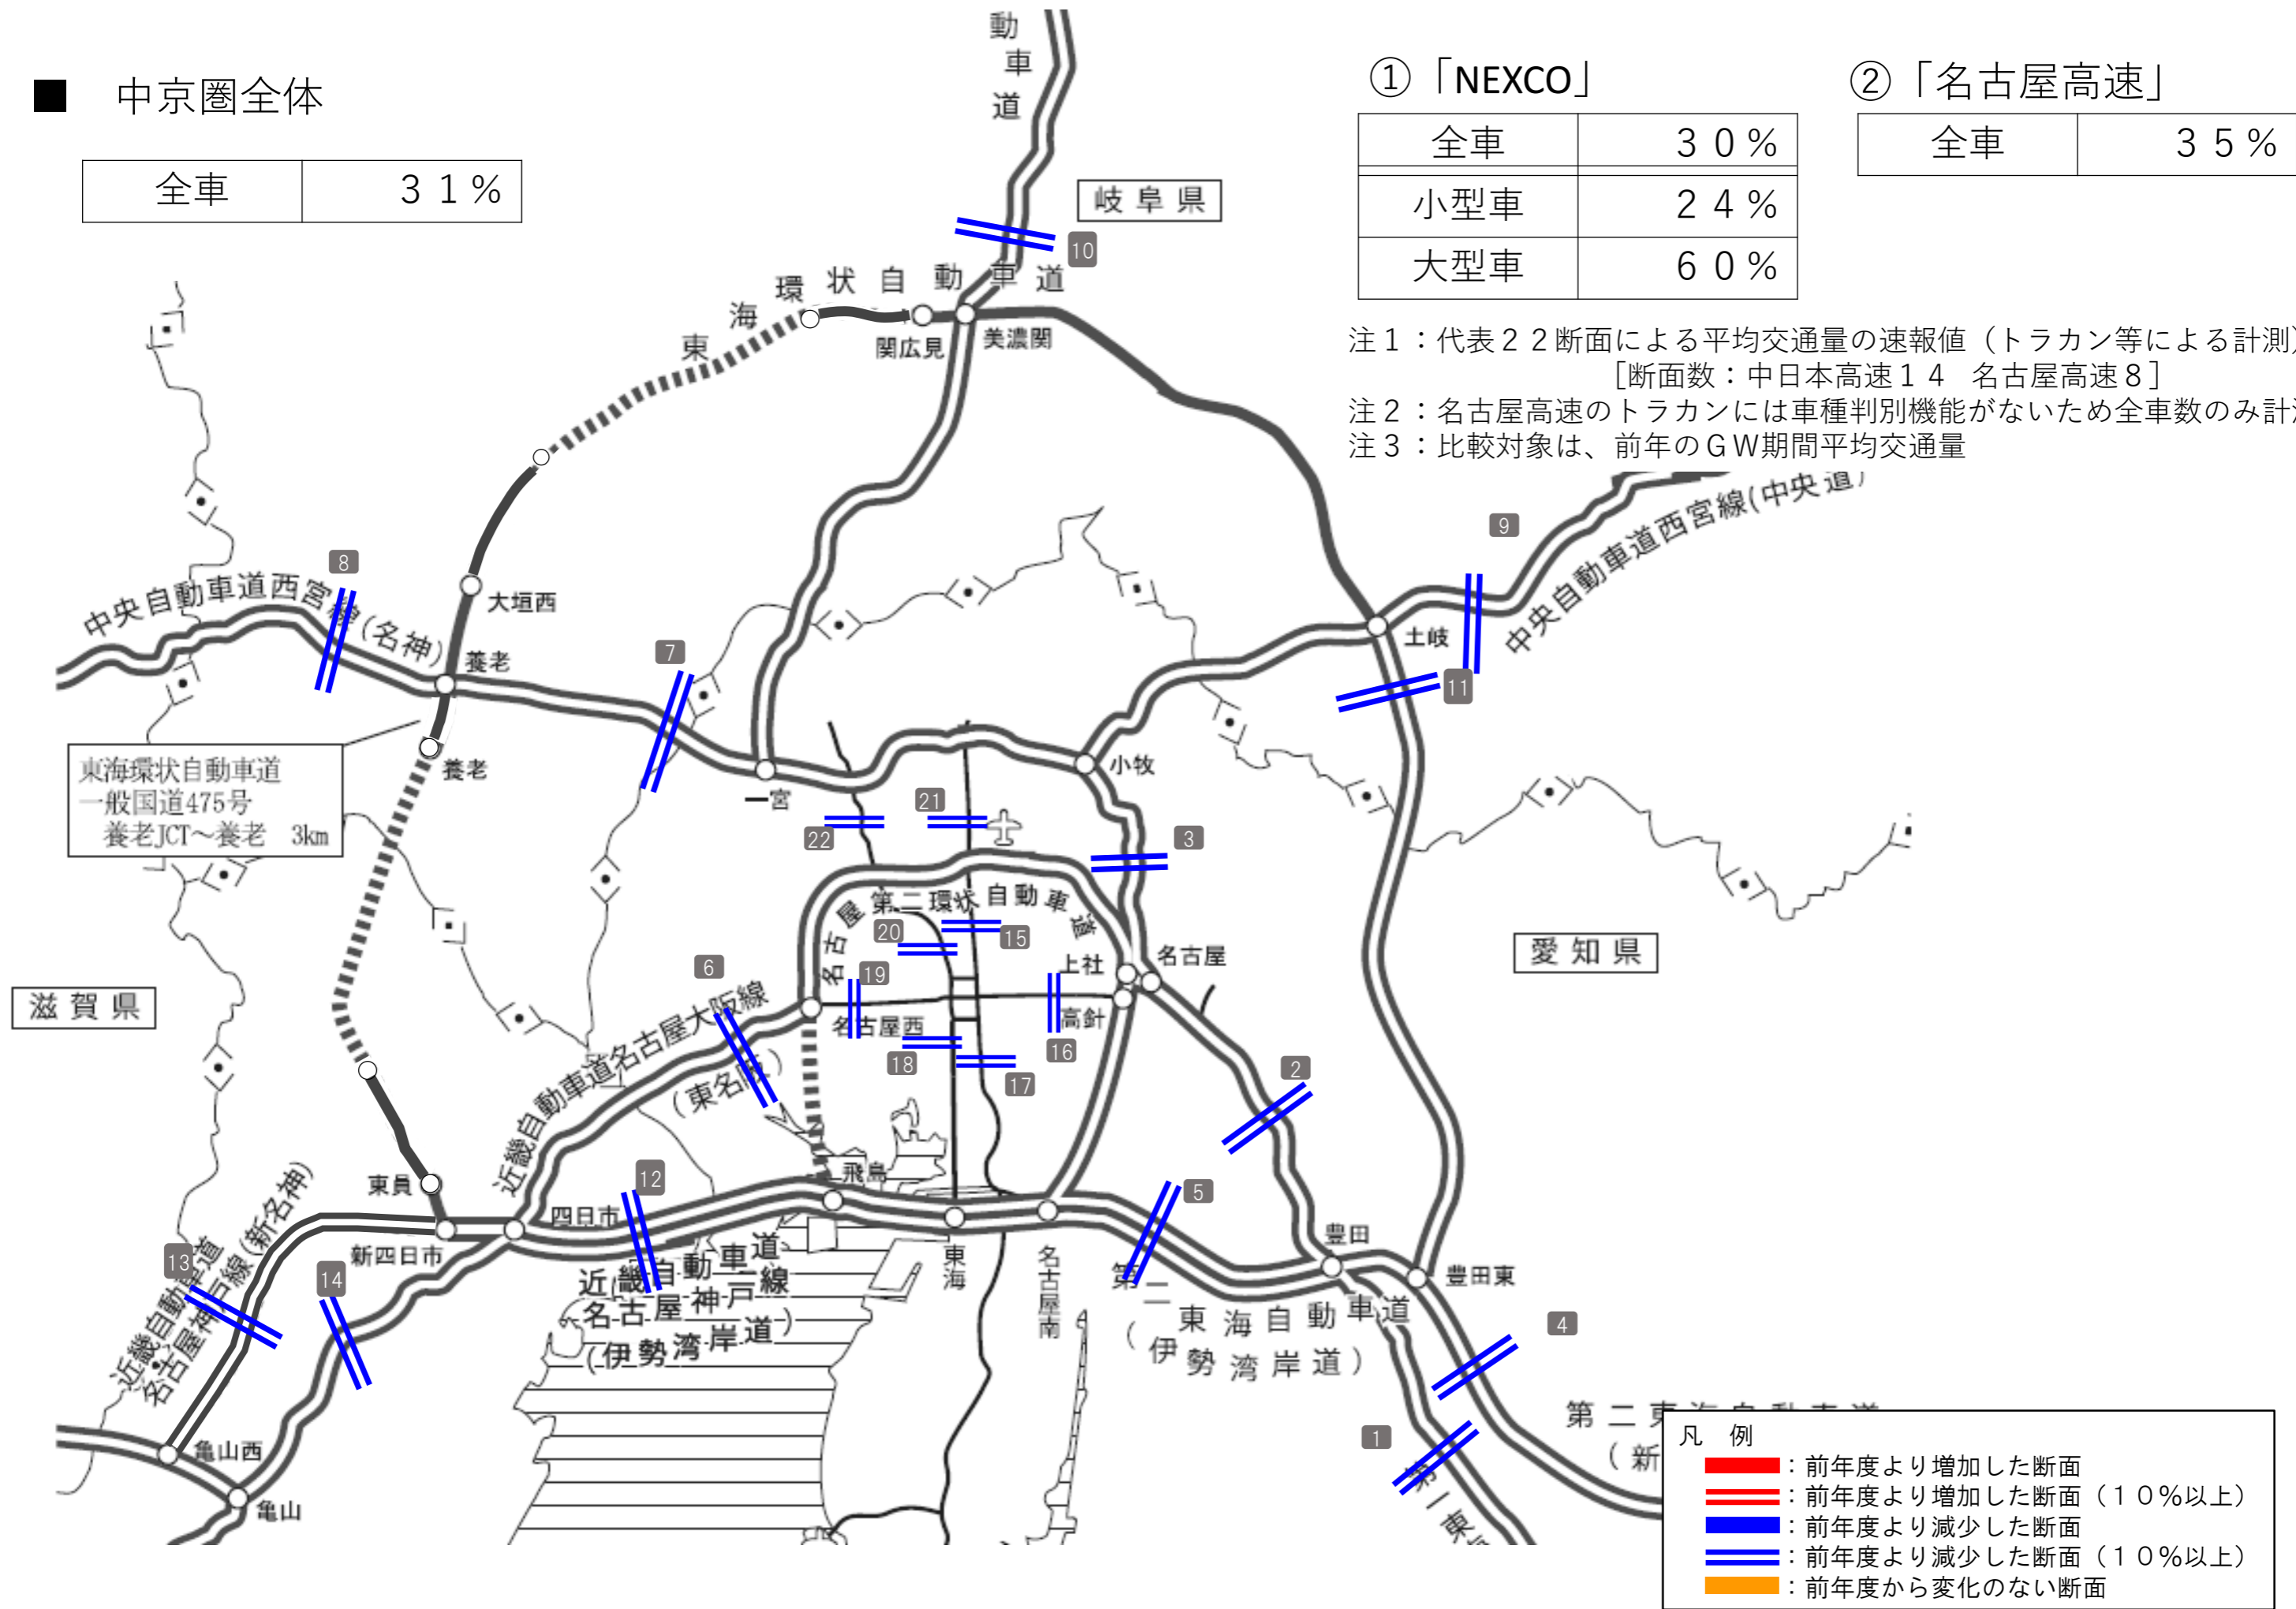 ■ 中京圏全体
全車 31%
①「NEXCO」
全車 30%
小型車 24%
大型車 60%
②「名古屋高速」
全車 35%
注1:代表22断面による平均交通量の速報値(トラカン等による計測)
[断面数:中日本高速14 名古屋高速8]
注2:名古屋高速のトラカンには車種判別機能がないため全車数のみ計
注3:比較対象は、前年のGW期間平均交通量
動車道
岐阜県
10
東海環状自動車道
関広見
美濃関
9
中央自動車道西宮線(中央道)
8
中央自動車道西宮線(名神)
大垣西
養老
7
土岐
11
東海環状自動車道
一般国道475号
養老JCT~養老 3km
養老
一宮
小牧
22
21
3
名古屋第二環状自動車道
20
15
上社
名古屋
愛知県
滋賀県
6
19
名古屋西
高針
18
16
17
近畿自動車道名古屋大阪線
(東名阪)
2
東員
12
飛島
5
四日市
新四日市
近畿自動車道
名古屋神戸線(新名神)
13
14
近畿自動車道
名古屋神戸線
(伊勢湾岸道)
東海
名古屋南
豊田
豊田東
第二東海自動車道
(伊勢湾岸道)
4
1
亀山西
亀山
第一東
第二東海自動車道
(新
凡 例
:前年度より増加した断面
:前年度より増加した断面(10%以上)
:前年度より減少した断面
:前年度より減少した断面(10%以上)
:前年度から変化のない断面